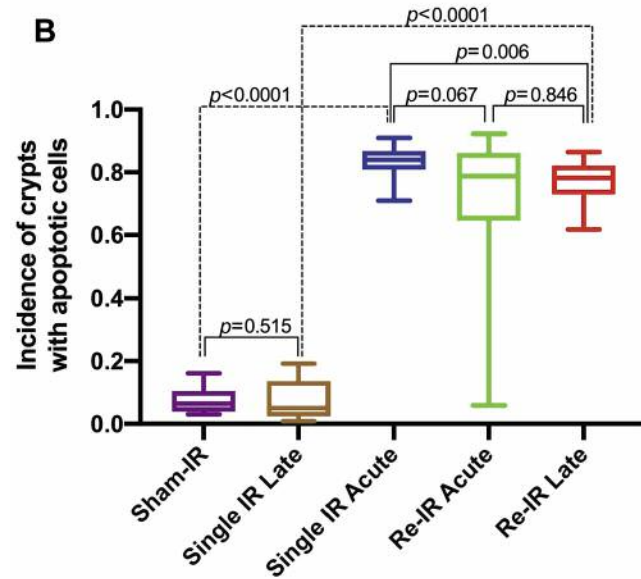 B
p<0.0001
p=0.006
p<0.0001
p=0.067
p=0.846
1.0
0.8
0.6
0.4
0.2
0.0
p=0.515
Incidence of crypts
with apoptotic cells
Sham-IR
Single IR Late
Single IR Acute
Re-IR Acute
Re-IR Late